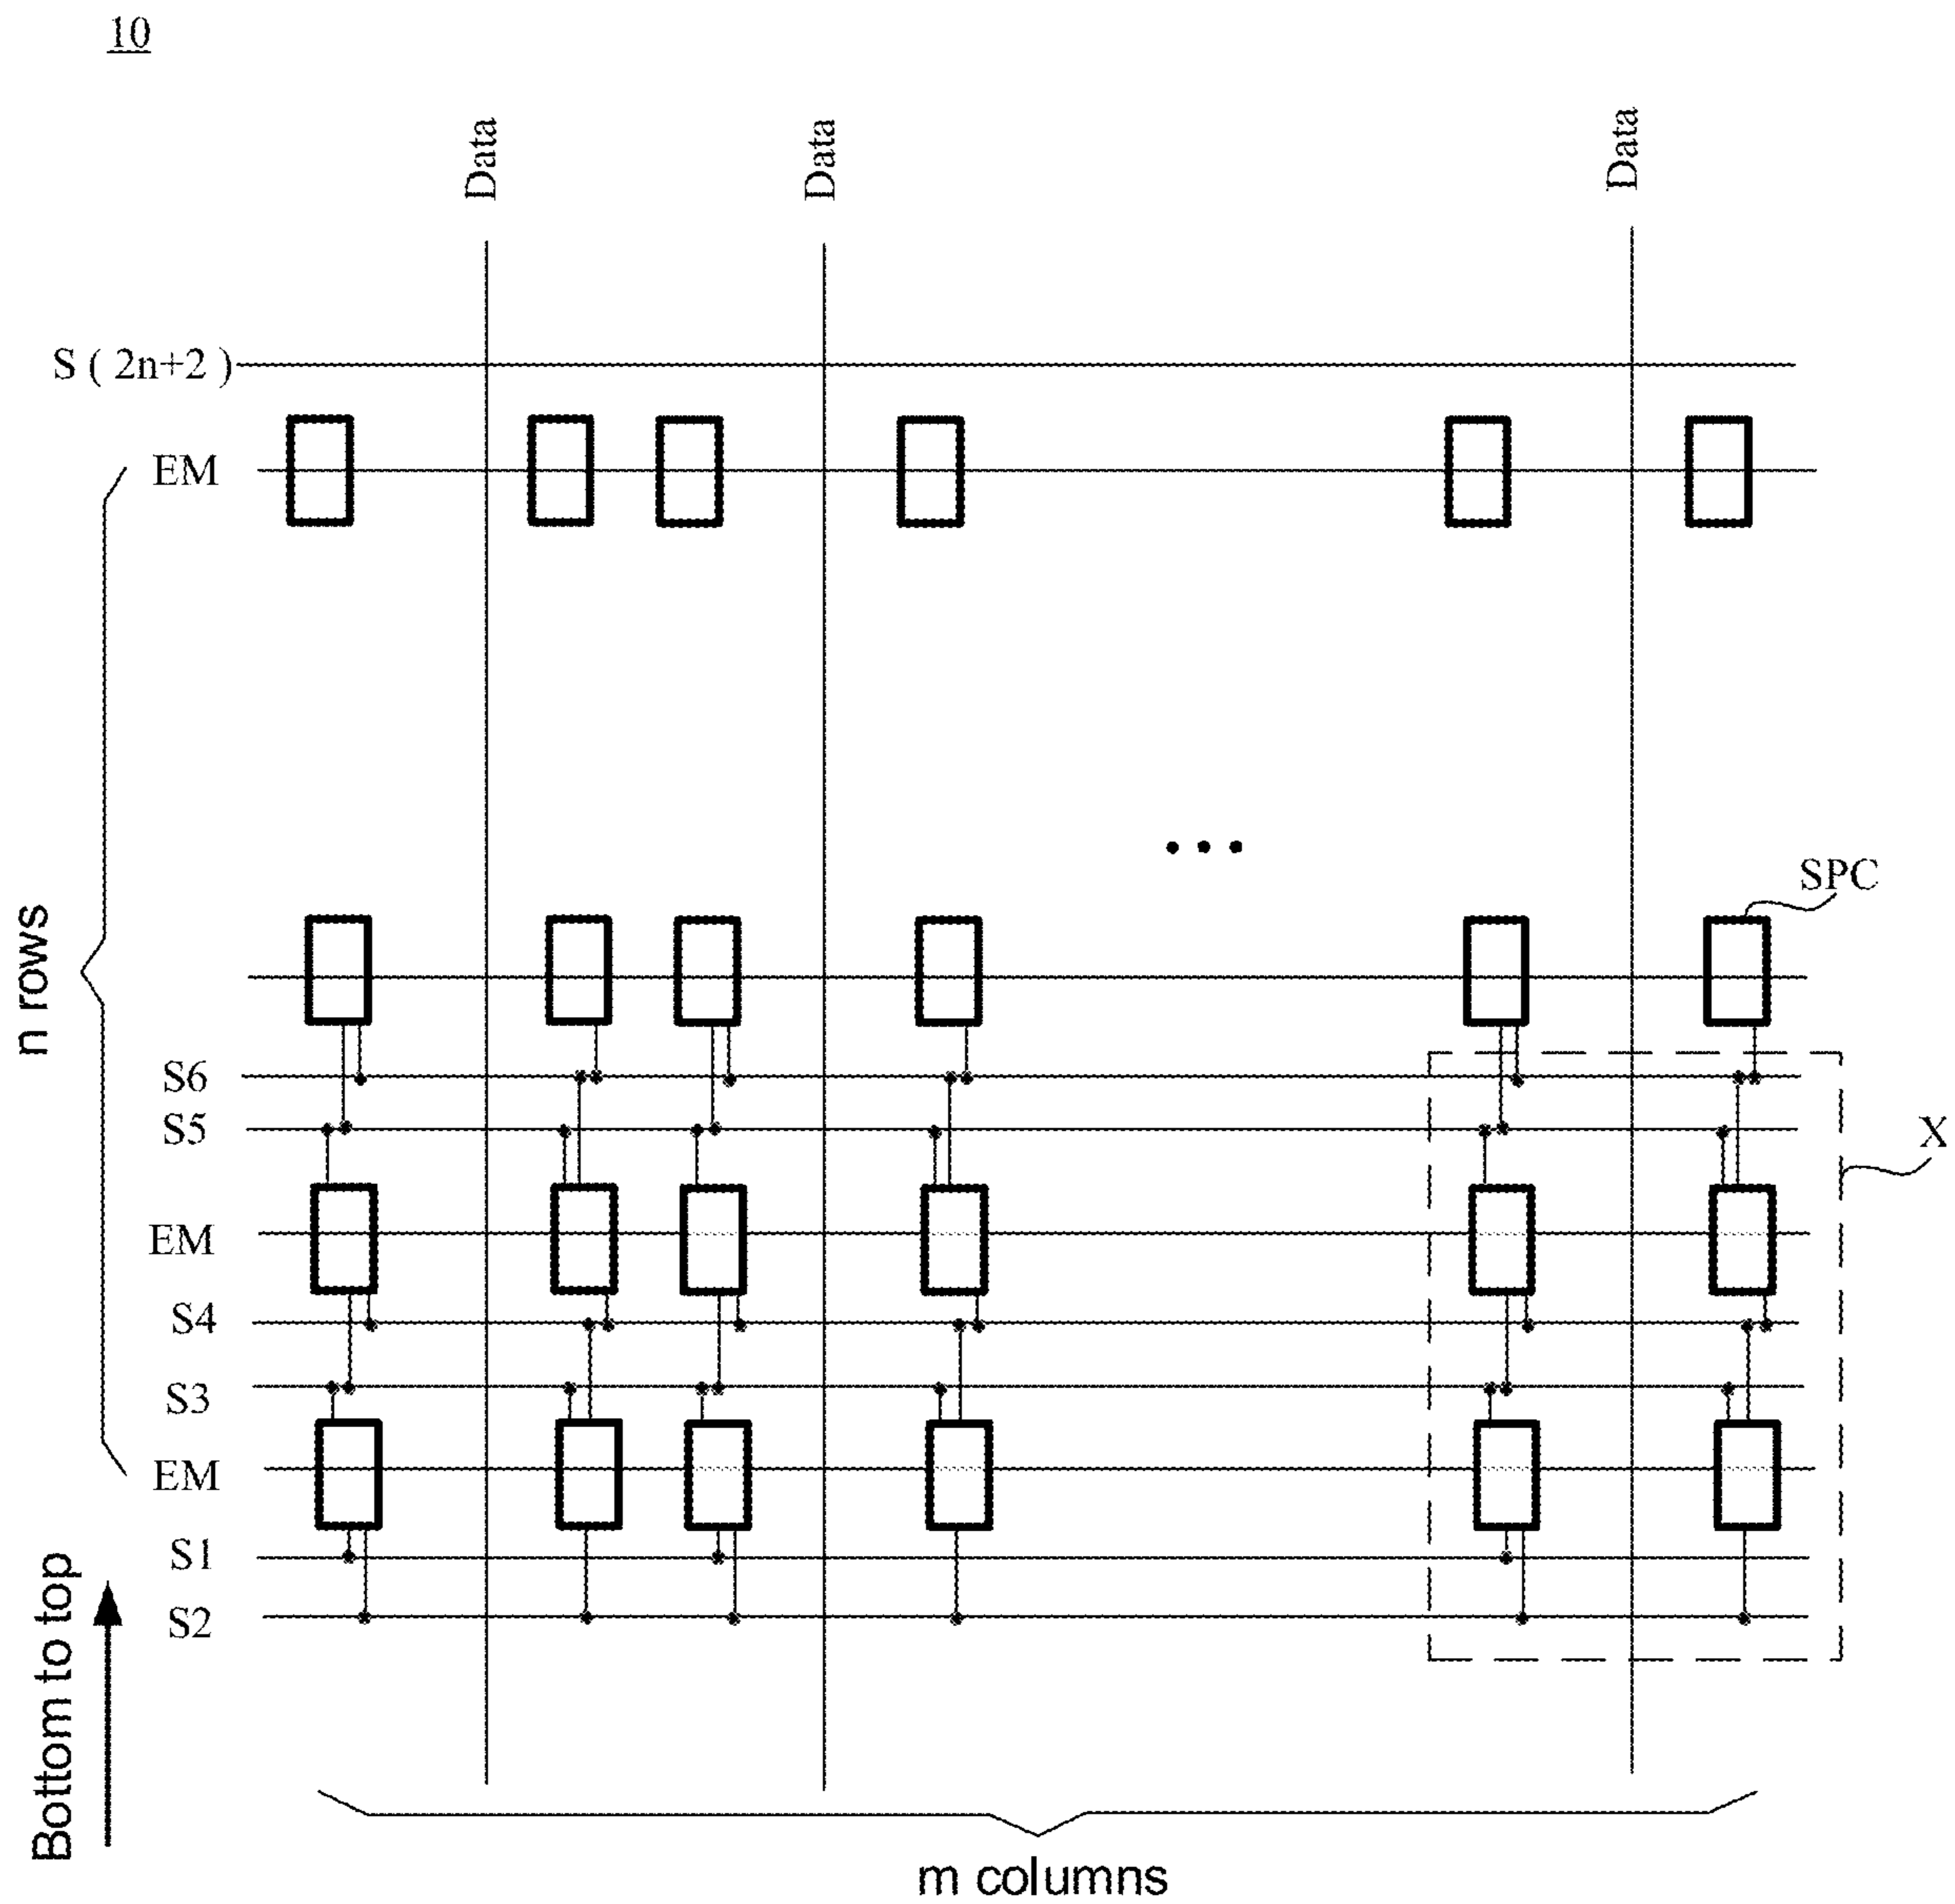 10
Data
Data
Data
S ( 2n+2 )
EM
SPC
n rows
S6
S5
X
EM
S4
S3
EM
S1
S2
Bottom to top
m columns